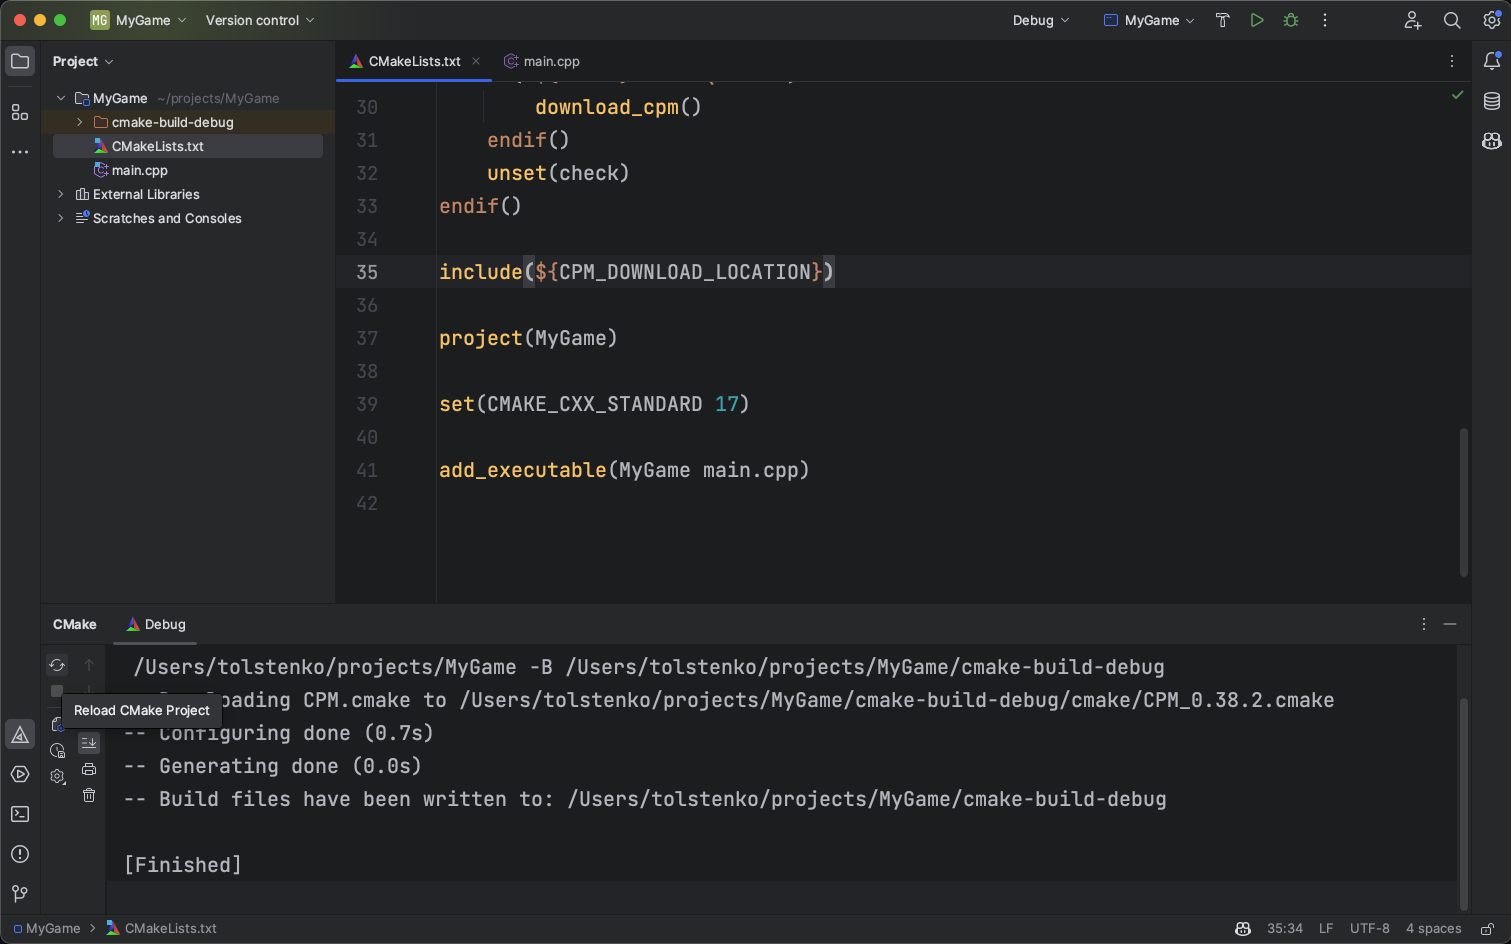 MG MyGame Version control Debug MyGame
Project
MyGame ~/projects/MyGame
cmake-build-debug
CMakeLists.txt
main.cpp
External Libraries
Scratches and Consoles
CMakeLists.txt main.cpp
30 download_cpm()
31 endif()
32 unset(check)
33 endif()
34
35 include(${CPM_DOWNLOAD_LOCATION})
36
37 project(MyGame)
38
39 set(CMAKE_CXX_STANDARD 17)
40
41 add_executable(MyGame main.cpp)
42
CMake Debug
/Users/tolstenko/projects/MyGame -B /Users/tolstenko/projects/MyGame/cmake-build-debug
ading CPM.cmake to /Users/tolstenko/projects/MyGame/cmake-build-debug/cmake/CPM_0.38.2.cmake
Reload CMake Project
-- Configuring done (0.7s)
-- Generating done (0.0s)
-- Build files have been written to: /Users/tolstenko/projects/MyGame/cmake-build-debug
[Finished]
MyGame CMakeLists.txt 35:34 LF UTF-8 4 spaces